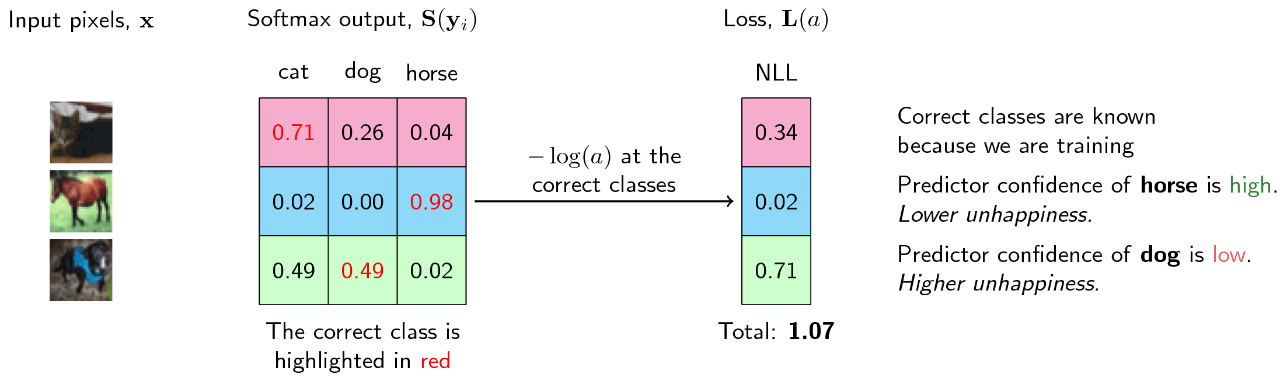 Input pixels, x
Softmax output, S(yᵢ)
Loss, L(a)
cat dog horse
NLL
0.71 0.26 0.04
0.02 0.00 0.98
0.49 0.49 0.02
The correct class is
highlighted in red
− log(a) at the
correct classes
0.34
0.02
0.71
Total: 1.07
Correct classes are known
because we are training
Predictor confidence of horse is high.
Lower unhappiness.
Predictor confidence of dog is low.
Higher unhappiness.